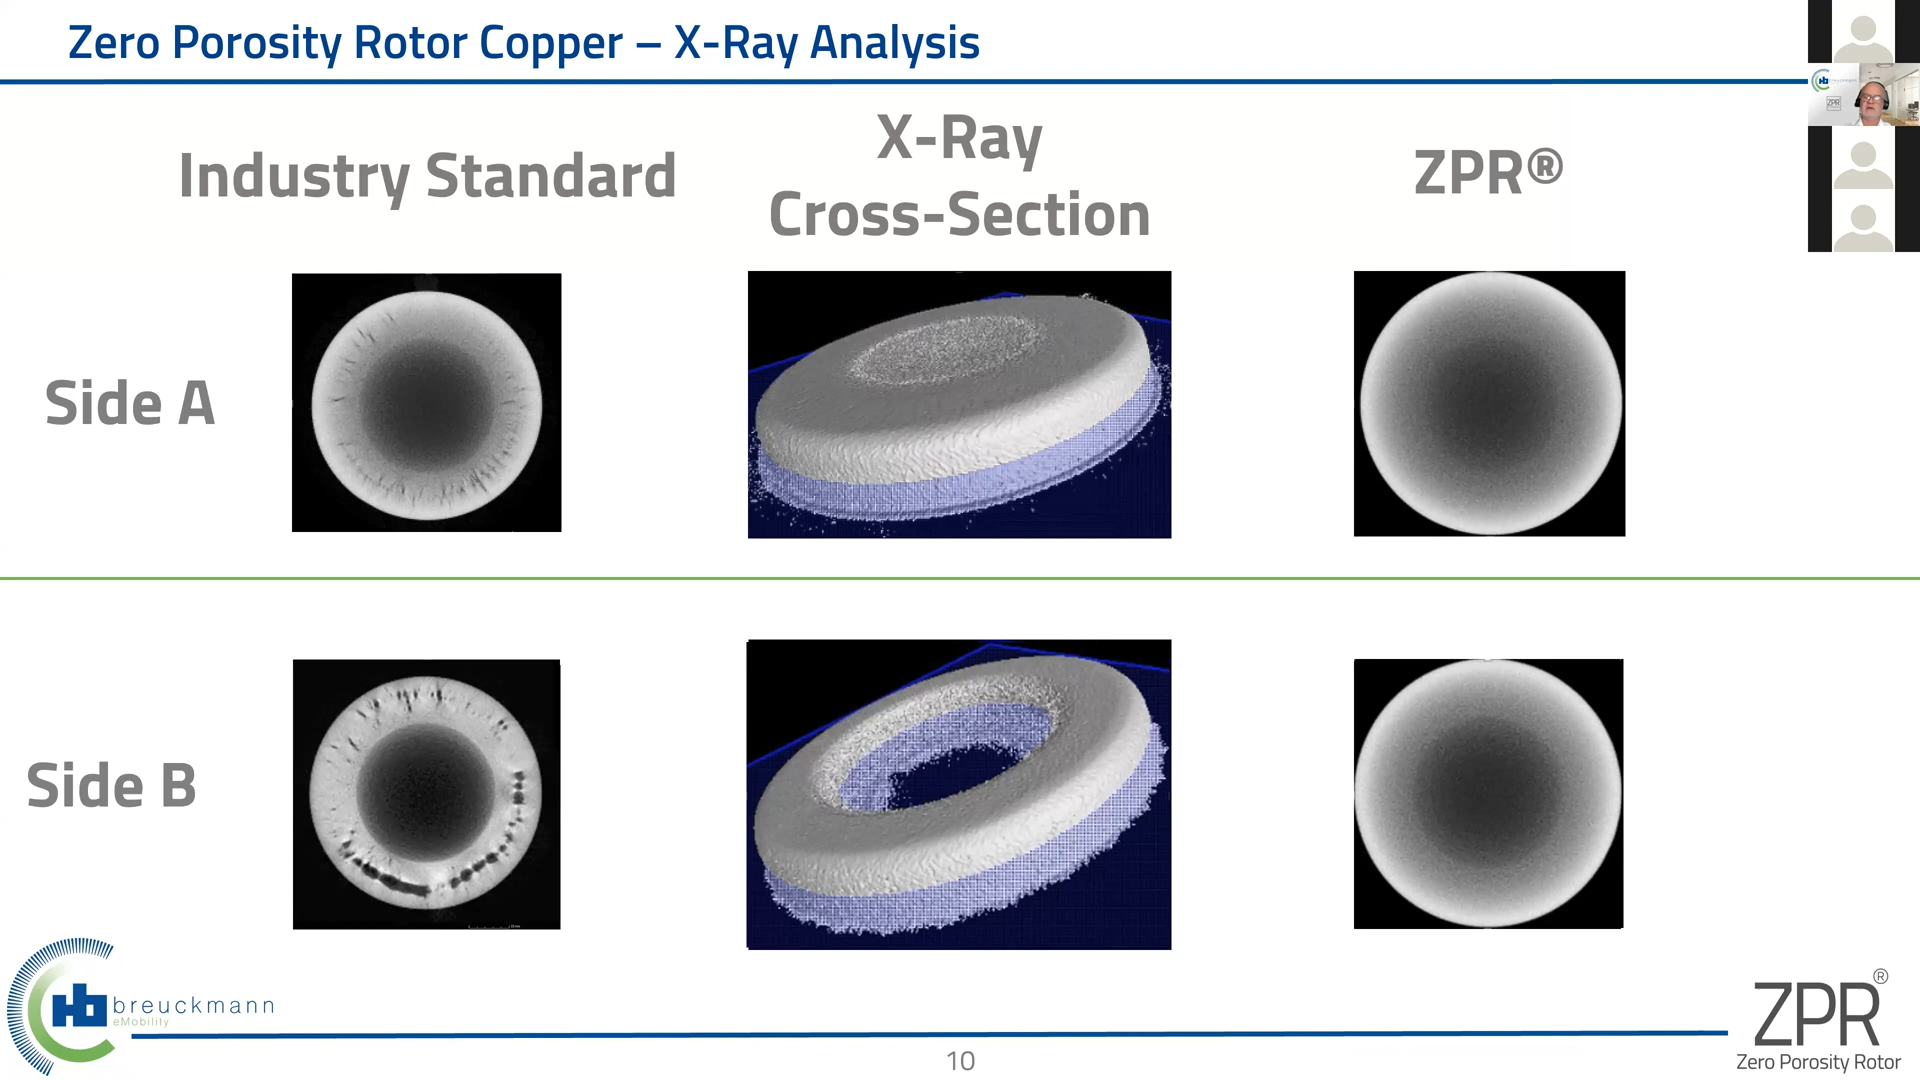 Zero Porosity Rotor Copper – X-Ray Analysis
Industry Standard
X-Ray
Cross-Section
ZPR®
Side A
Side B
breuckmann
eMobility
10
ZPR®
Zero Porosity Rotor
ZPR